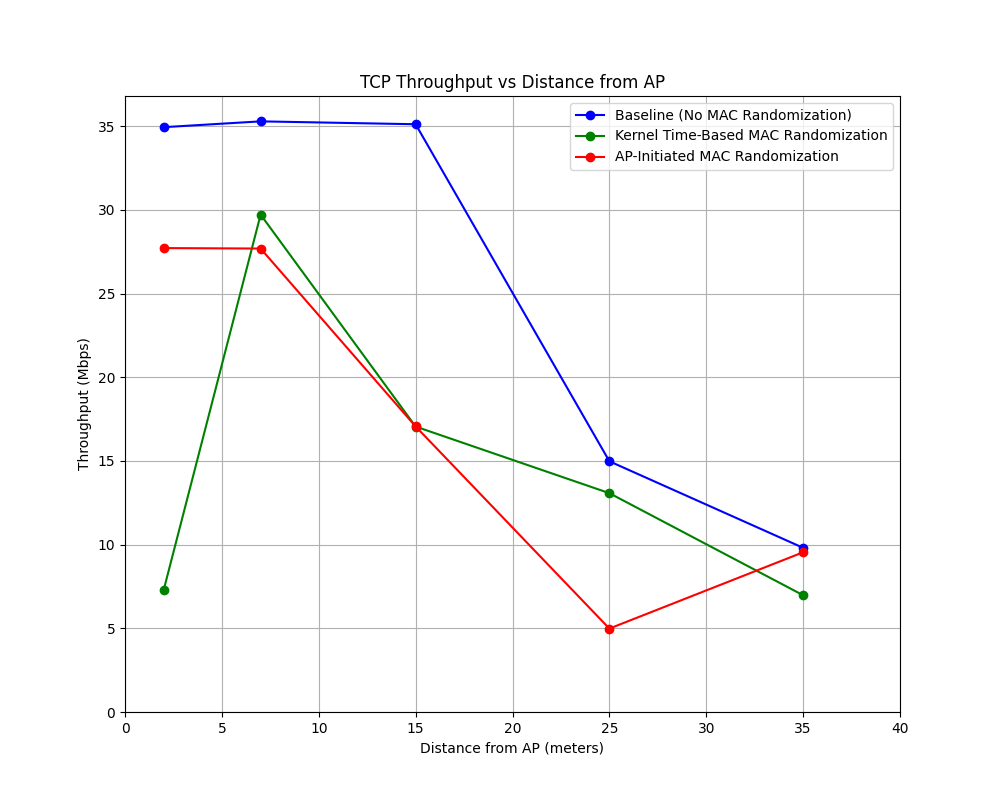 TCP Throughput vs Distance from AP
Baseline (No MAC Randomization)
Kernel Time-Based MAC Randomization
AP-Initiated MAC Randomization
Throughput (Mbps)
35
30
25
20
15
10
5
0
0 5 10 15 20 25 30 35 40
Distance from AP (meters)